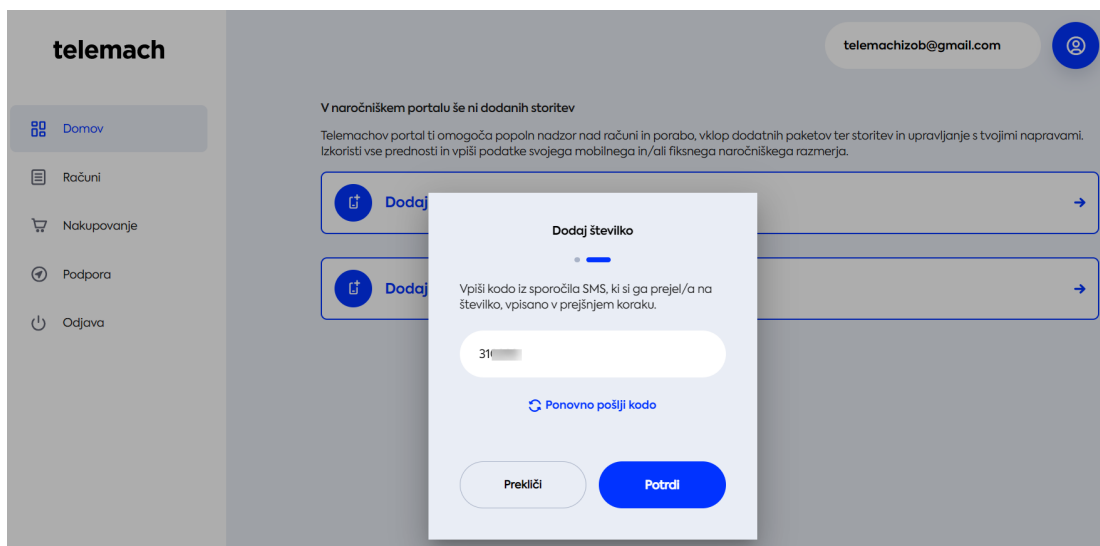 telemach
telemachizob@gmail.com
Domov
Računi
Nakupovanje
Podpora
Odjava
V naročniškem portalu še ni dodanih storitev
Telemachov portal ti omogoča popoln nadzor nad računi in porabo, vklop dodatnih paketov ter storitev in upravljanje s tvojimi napravami.
Izkoristi vse prednosti in vpiši podatke svojega mobilnega in/ali fiksnega naročniškega razmerja.
Dodaj
Dodaj
Dodaj številko
Vpiši kodo iz sporočila SMS, ki si ga prejel/a na
številko, vpisano v prejšnjem koraku.
31
Ponovno pošlji kodo
Prekliči
Potrdi